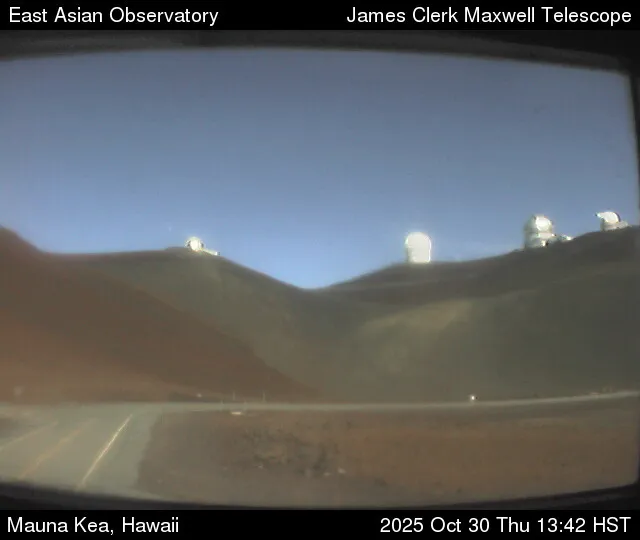 East Asian Observatory
James Clerk Maxwell Telescope
Mauna Kea, Hawaii
2025 Oct 30 Thu 13:42 HST